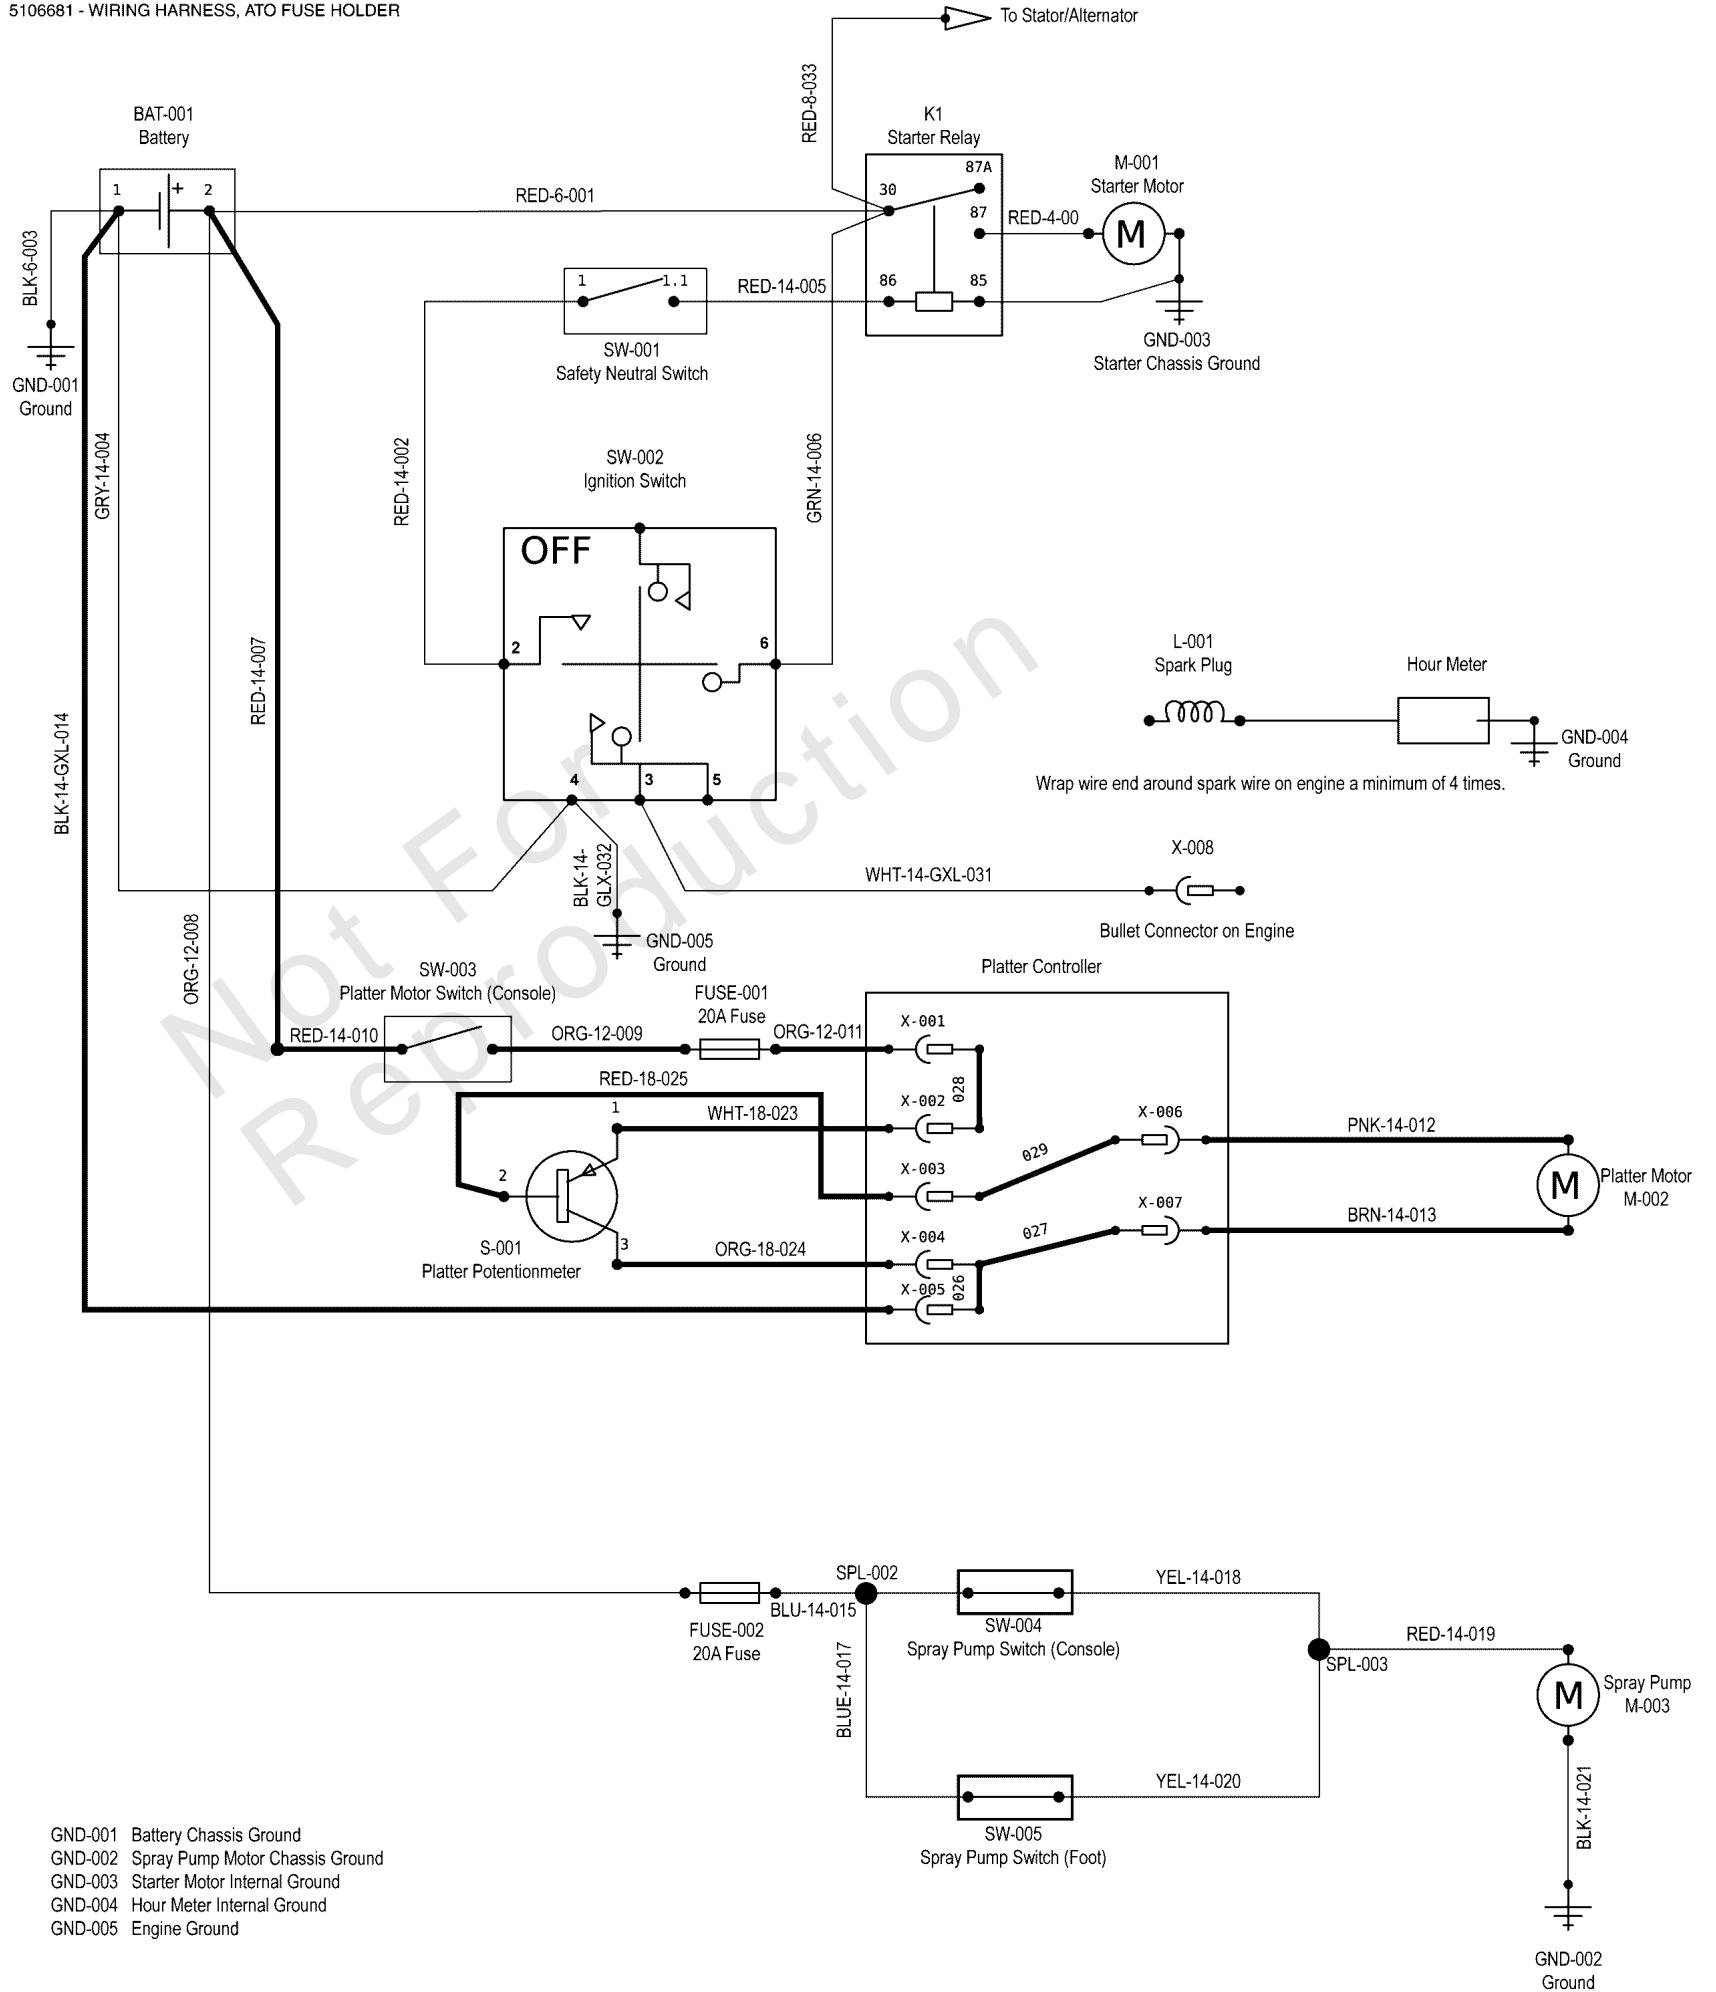 5106681 - WIRING HARNESS, ATO FUSE HOLDER
To Stator/Alternator
RED-8-033
BAT-001
Battery
1
+
2
K1
Starter Relay
87A
30
87
86
85
M-001
Starter Motor
M
RED-6-001
RED-4-00
BLK-6-003
1
1.1
RED-14-005
SW-001
Safety Neutral Switch
GND-003
Starter Chassis Ground
GND-001
Ground
GRY-14-004
RED-14-002
GRN-14-006
SW-002
Ignition Switch
OFF
2
6
4
3
5
RED-14-007
BLK-14-GXL-014
L-001
Spark Plug
Hour Meter
GND-004
Ground
Wrap wire end around spark wire on engine a minimum of 4 times.
Not For
Reproduction
BLK-14-
GLX-032
WHT-14-GXL-031
X-008
Bullet Connector on Engine
GND-005
Ground
ORG-12-008
SW-003
Platter Motor Switch (Console)
FUSE-001
20A Fuse
Platter Controller
RED-14-010
ORG-12-009
ORG-12-011
X-001
RED-18-025
028
X-002
1
WHT-18-023
X-006
PNK-14-012
2
X-003
029
M
Platter Motor
M-002
X-007
BRN-14-013
027
3
X-004
ORG-18-024
S-001
Platter Potentionmeter
X-005
026
SPL-002
YEL-14-018
BLU-14-015
FUSE-002
20A Fuse
SW-004
Spray Pump Switch (Console)
RED-14-019
SPL-003
BLUE-14-017
M
Spray Pump
M-003
YEL-14-020
BLK-14-021
SW-005
Spray Pump Switch (Foot)
GND-001 Battery Chassis Ground
GND-002 Spray Pump Motor Chassis Ground
GND-003 Starter Motor Internal Ground
GND-004 Hour Meter Internal Ground
GND-005 Engine Ground
GND-002
Ground